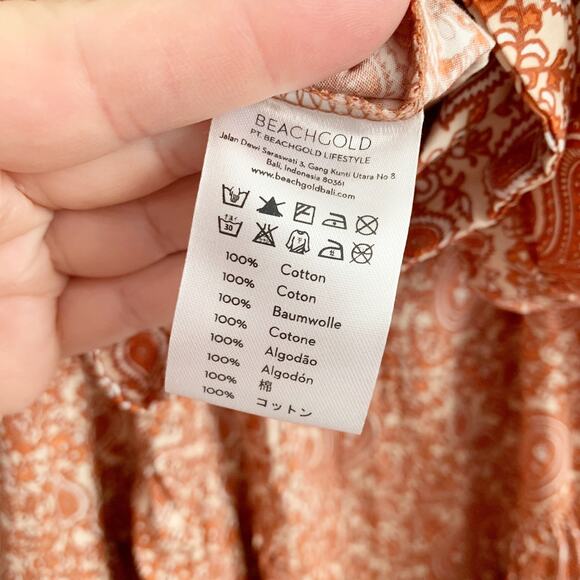 BEACHGOLD
PT. BEACHGOLD LIFESTYLE
Jalan Dewi Saraswati 3, Gang Kunti Utara No 8
Bali, Indonesia 80361
www.beachgoldbali.com
30
100% Cotton
100% Coton
100% Baumwolle
100% Cotone
100% Algodão
100% Algodón
100% 棉
100% コットン